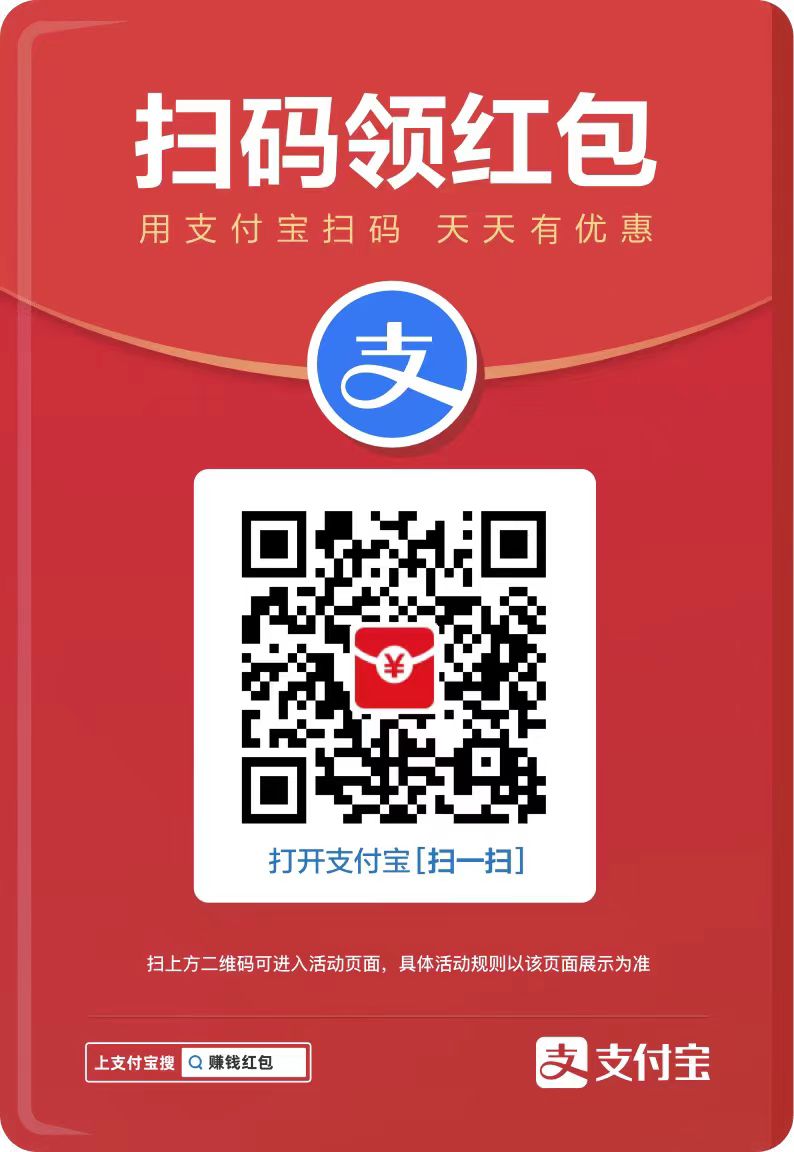 扫码领红包
用支付宝扫码 天天有优惠
支
¥
打开支付宝[扫一扫]
扫上方二维码可进入活动页面，具体活动规则以该页面展示为准
上支付宝搜 赚钱红包
支 支付宝